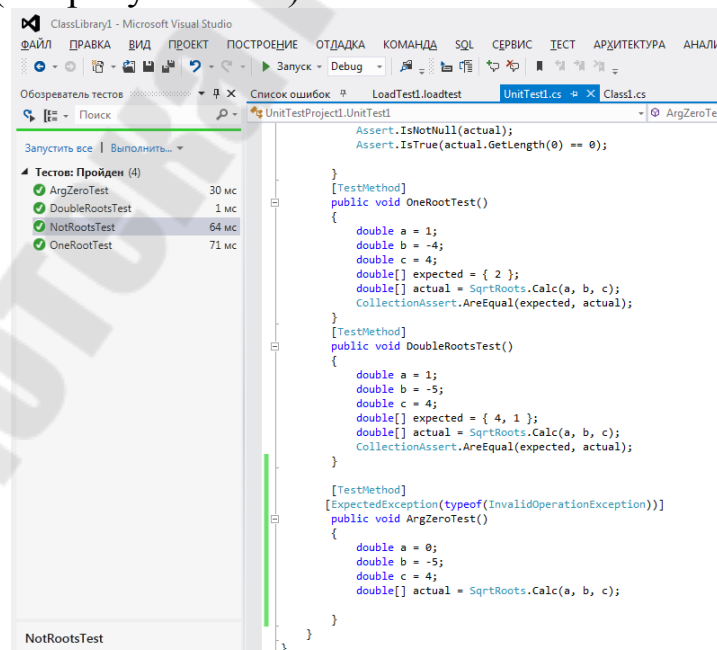 ClassLibrary1 - Microsoft Visual Studio
ФАЙЛ ПРАВКА ВИД ПРОЕКТ ПОСТРОЕНИЕ ОТЛАДКА КОМАНДА SQL СЕРВИС ТЕСТ АРХИТЕКТУРА АНАЛИ
Запуск Debug
Обозреватель тестов
Список ошибок LoadTest1.loadtest UnitTest1.cs Class1.cs
Поиск
UnitTestProject1.UnitTest1 ArgZeroTe
Запустить все | Выполнить...
Тестов: Пройден (4)
ArgZeroTest 30 мс
DoubleRootsTest 1 мс
NotRootsTest 64 мс
OneRootTest 71 мс
NotRootsTest
Assert.IsNotNull(actual);
Assert.IsTrue(actual.GetLength(0) == 0);
}
[TestMethod]
public void OneRootTest()
{
double a = 1;
double b = -4;
double c = 4;
double[] expected = { 2 };
double[] actual = SqrtRoots.Calc(a, b, c);
CollectionAssert.AreEqual(expected, actual);
}
[TestMethod]
public void DoubleRootsTest()
{
double a = 1;
double b = -5;
double c = 4;
double[] expected = { 4, 1 };
double[] actual = SqrtRoots.Calc(a, b, c);
CollectionAssert.AreEqual(expected, actual);
}
[TestMethod]
[ExpectedException(typeof(InvalidOperationException))]
public void ArgZeroTest()
{
double a = 0;
double b = -5;
double c = 4;
double[] actual = SqrtRoots.Calc(a, b, c);
}
}
}